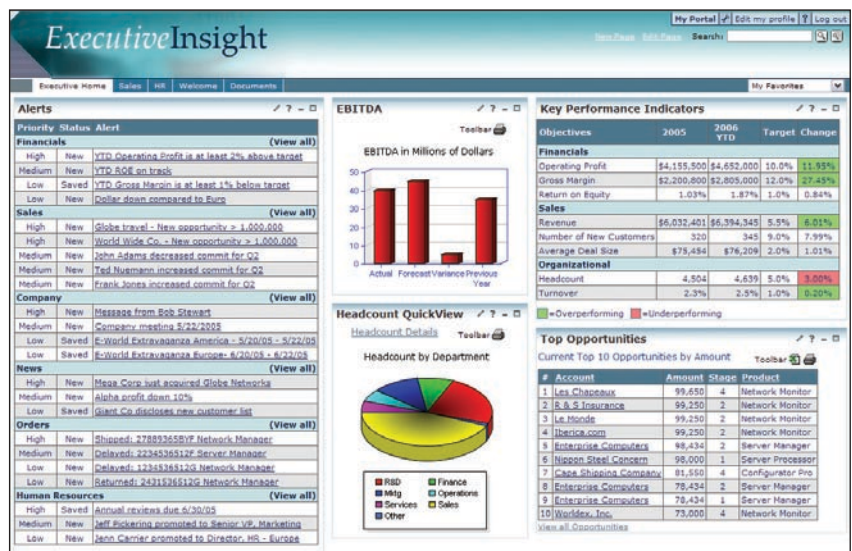 My Portal Edit my profile ? Log out
ExecutiveInsight
New Page Edit Page Search:
Executive Home Sales HR Welcome Documents
My Favorites
Alerts
Priority Status Alert
Financials (View all)
High New YTD Operating Profit is at least 2% above target
Medium New YTD ROE on track
Low Saved YTD Gross Margin is at least 1% below target
Low New Dollar down compared to Euro
Sales (View all)
High New Globe travel - New opportunity > 1,000,000
High New World Wide Co. - New opportunity > 1,000,000
Medium New John Adams decreased commit for Q2
Medium New Ted Nuemann increased commit for Q2
Medium New Frank Jones increased commit for Q2
Company (View all)
High New Message from Bob Stewart
Medium New Company meeting 5/22/2005
Low Saved E-World Extravaganza America - 5/20/05 - 5/22/05
Low Saved E-World Extravaganza Europe- 6/20/05 - 6/22/05
News (View all)
High New Mega Corp just acquired Globe Networks
Medium New Alpha profit down 10%
Low Saved Giant Co discloses new customer list
Orders (View all)
High New Shipped: 27889365BYF Network Manager
Medium New Delayed: 2234536512F Server Manager
Low New Delayed: 1234536512G Network Manager
Low New Returned: 2431536512G Network Manager
Human Resources (View all)
High Saved Annual reviews due 6/30/05
Medium New Jeff Pickering promoted to Senior VP, Marketing
Low New Jenn Carrier promoted to Director, HR - Europe
EBITDA
Toolbar
EBITDA in Millions of Dollars
50
40
30
20
10
0
Actual Forecast Variance Previous
Year
Headcount QuickView
Headcount Details Toolbar
Headcount by Department
R&D Finance
Mktg Operations
Services Sales
Other
Key Performance Indicators
Objectives 2005 2006 YTD Target Change
Financials
Operating Profit $4,155,500 $4,652,000 10.0% 11.95%
Gross Margin $2,200,800 $2,805,000 12.0% 27.45%
Return on Equity 1.03% 1.87% 1.0% 0.84%
Sales
Revenue $6,032,401 $6,394,345 5.5% 6.01%
Number of New Customers 320 345 9.0% 7.99%
Average Deal Size $75,454 $76,209 2.0% 1.01%
Organizational
Headcount 4,504 4,639 5.0% 3.00%
Turnover 2.3% 2.5% 1.0% 0.20%
=Overperforming =Underperforming
Top Opportunities
Current Top 10 Opportunities by Amount Toolbar
# Account Amount Stage Product
1 Les Chapeaux 99,650 4 Network Monitor
2 R & S Insurance 99,250 2 Network Monitor
3 Le Monde 99,250 2 Network Monitor
4 Iberica.com 99,250 2 Network Monitor
5 Enterprise Computers 98,434 2 Server Manager
6 Nippon Steel Concern 98,000 1 Server Processor
7 Cape Shipping Company 81,550 4 Configurator Pro
8 Enterprise Computers 78,434 2 Server Manager
9 Enterprise Computers 78,434 1 Server Manager
10 Worldex, Inc. 73,000 4 Network Monitor
View all Opportunities